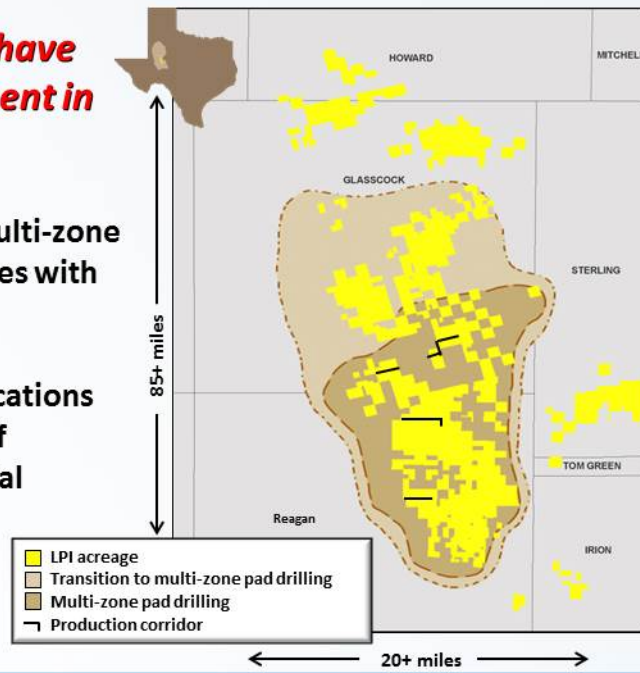 have
ent in
ulti-zone
es with
cations
f
al
85+ miles
HOWARD
MITCHEL
GLASSCOCK
STERLING
TOM GREEN
Reagan
IRION
LPI acreage
Transition to multi-zone pad drilling
Multi-zone pad drilling
Production corridor
20+ miles